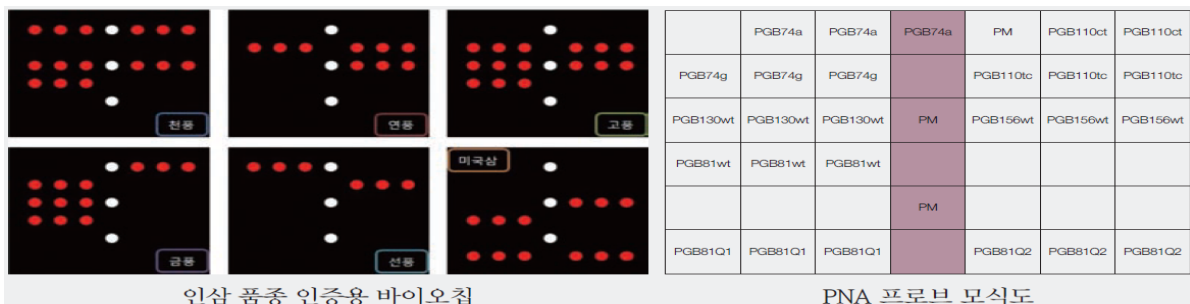 천풍 연풍 고풍
미국삼
금풍 선풍
PGB74a PGB74a PGB74a PM PGB110ct PGB110ct
PGB74g PGB74g PGB74g PGB110tc PGB110tc PGB110tc
PGB130wt PGB130wt PGB130wt PM PGB156wt PGB156wt PGB156wt
PGB81wt PGB81wt PGB81wt
PM
PGB81Q1 PGB81Q1 PGB81Q1 PGB81Q2 PGB81Q2 PGB81Q2
인삼 품종 인증용 바이오칩 PNA 프로브 모식도